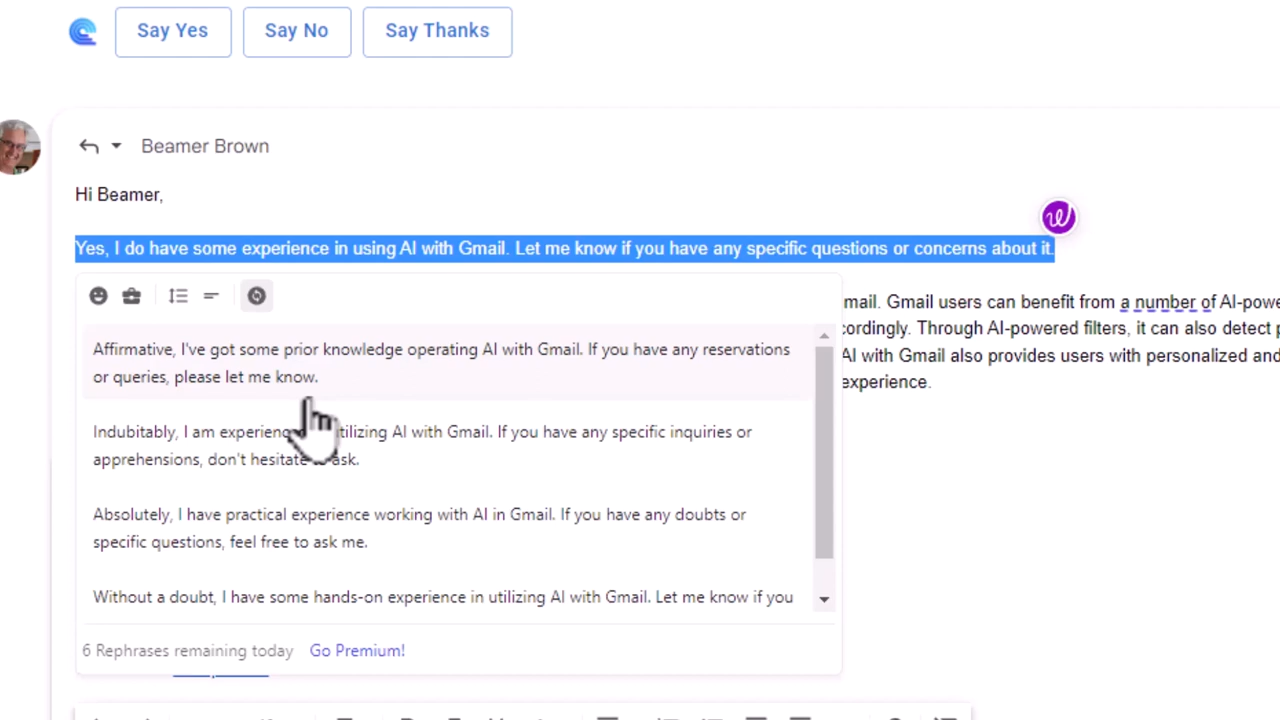 Say Yes
Say No
Say Thanks
Beamer Brown
Hi Beamer,
Yes, I do have some experience in using AI with Gmail. Let me know if you have any specific questions or concerns about it.
mail. Gmail users can benefit from a number of AI-powe
cordingly. Through AI-powered filters, it can also detect p
AI with Gmail also provides users with personalized and
experience.
Affirmative, I've got some prior knowledge operating AI with Gmail. If you have any reservations
or queries, please let me know.
Indubitably, I am utilizing AI with Gmail. If you have any specific inquiries or
apprehensions, don't hesitate ask.
Absolutely, I have practical experience working with AI in Gmail. If you have any doubts or
specific questions, feel free to ask me.
Without a doubt, I have some hands-on experience in utilizing AI with Gmail. Let me know if you
6 Rephrases remaining today
Go Premium!